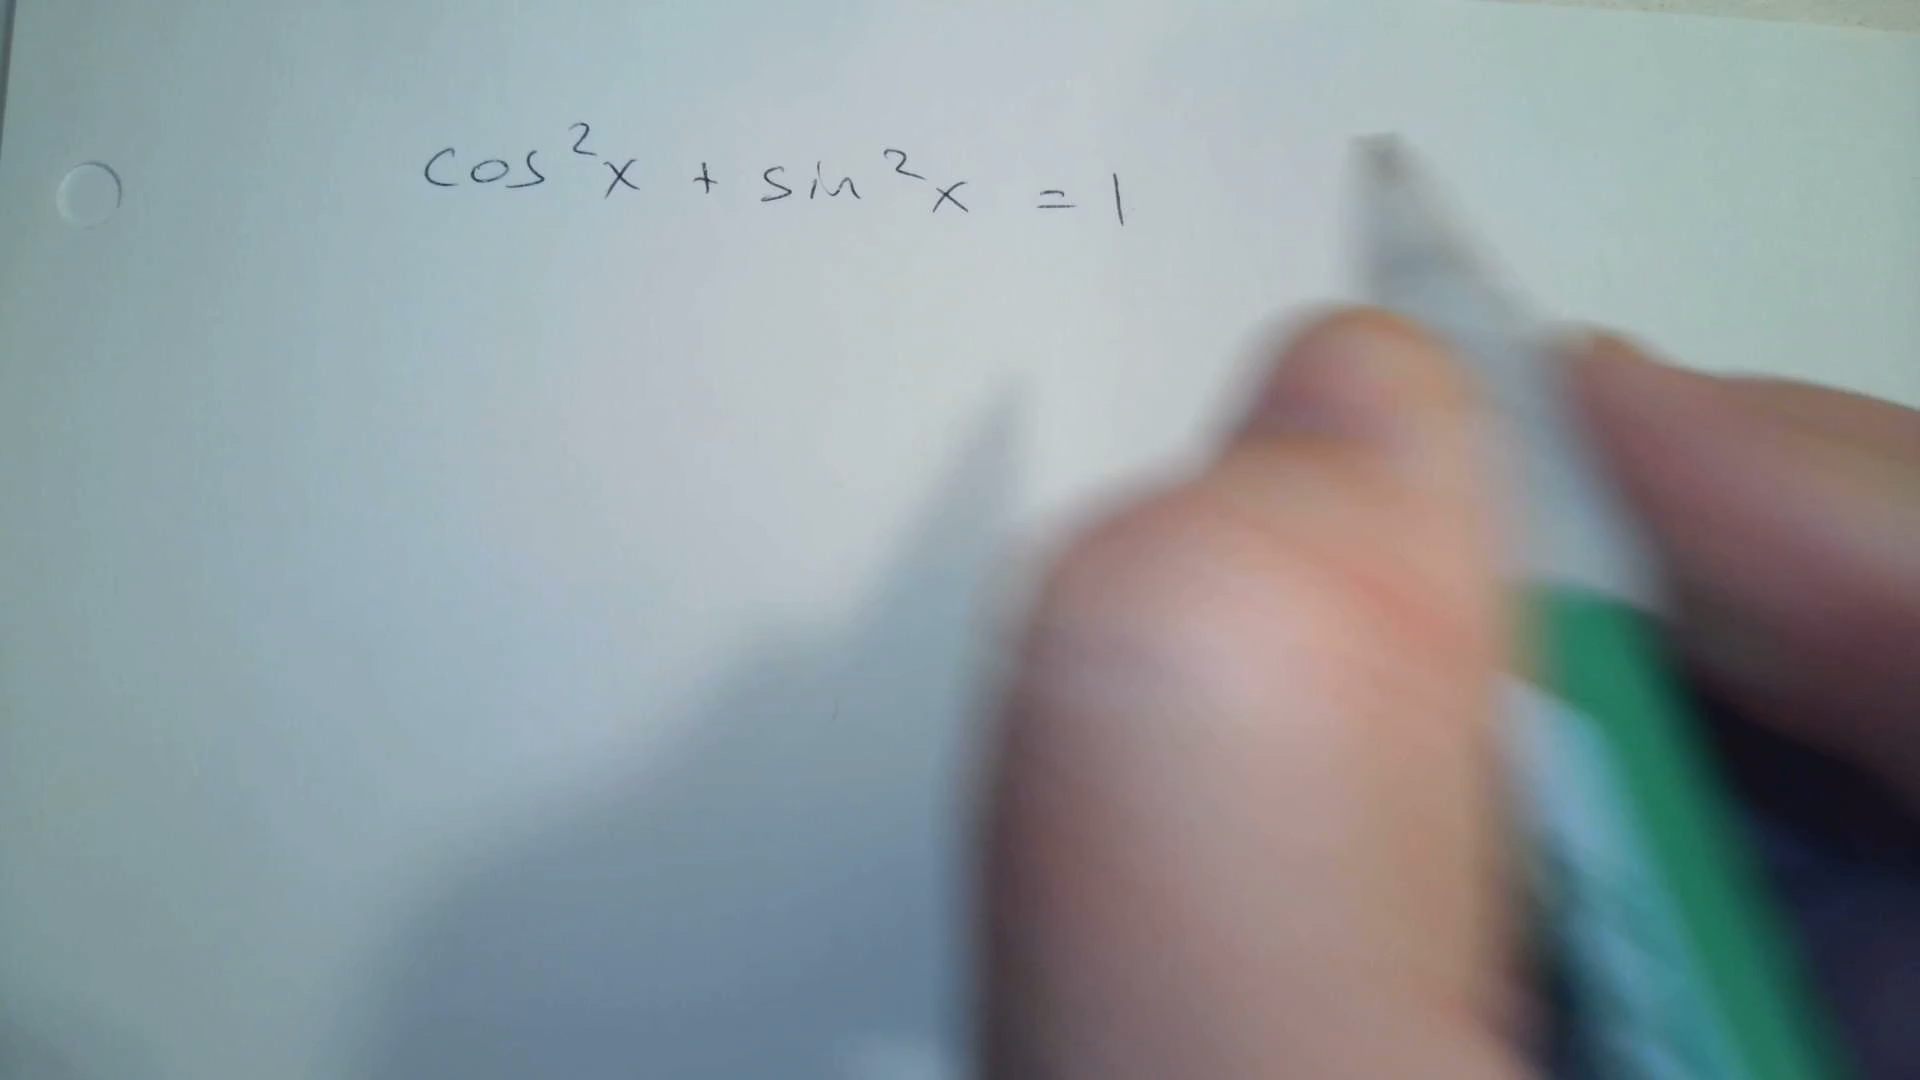 cos²x + sin²x = 1